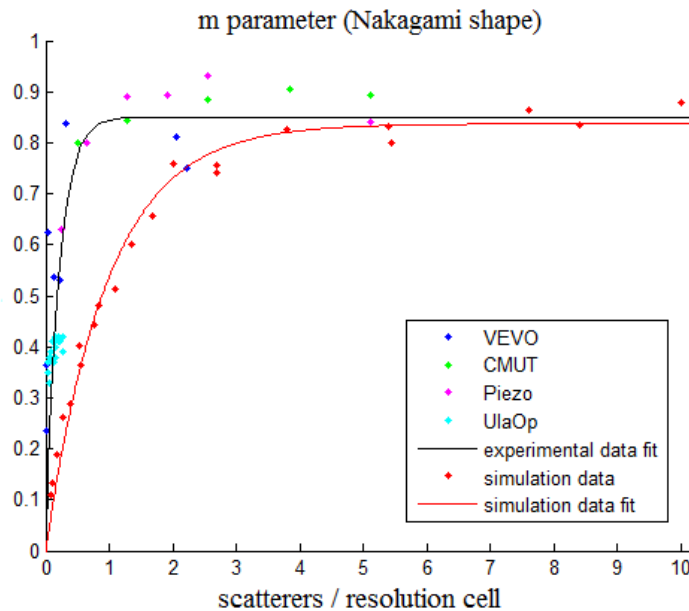 m parameter (Nakagami shape)
1
0.9
0.8
0.7
0.6
0.5
0.4
0.3
0.2
0.1
0
VEVO
CMUT
Piezo
UlaOp
experimental data fit
simulation data
simulation data fit
0 1 2 3 4 5 6 7 8 9 10
scatterers / resolution cell